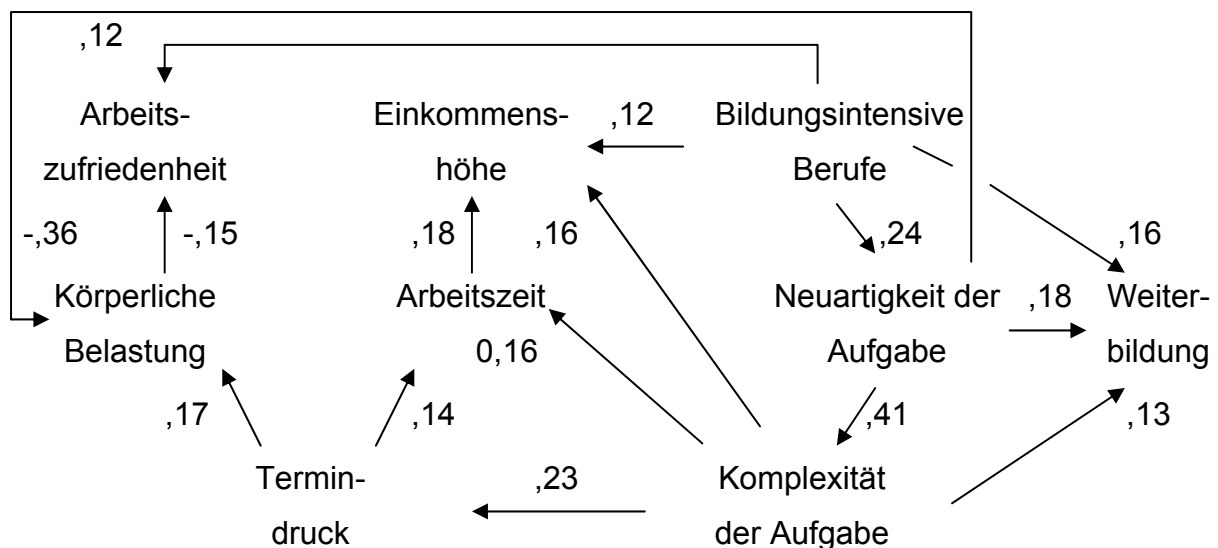 ,12
Arbeits- Einkommens- ,12 Bildungsintensive
zufriedenheit höhe Berufe
-,36 -,15 ,18 ,16 ,24 ,16
Körperliche Arbeitszeit Neuartigkeit der ,18 Weiter-
Belastung 0,16 Aufgabe bildung
,17 ,14 ,41 ,13
Termin- ,23 Komplexität
druck der Aufgabe